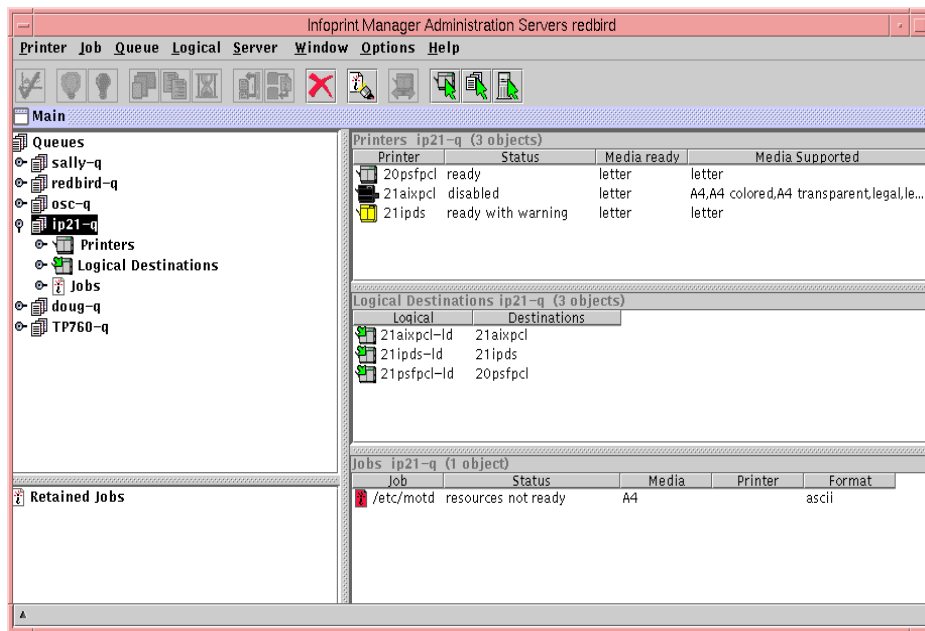 Infoprint Manager Administration Servers redbird
Printer Job Queue Logical Server Window Options Help
Main
Queues
sally-q
redbird-q
osc-q
ip21-q
Printers
Logical Destinations
Jobs
doug-q
TP760-q
Retained Jobs
Printers ip21-q (3 objects)
Printer Status Media ready Media Supported
20psfpcl ready letter letter
21aixpcl disabled letter A4,A4 colored,A4 transparent,legal,le...
21ipds ready with warning letter letter
Logical Destinations ip21-q (3 objects)
Logical Destinations
21aixpcl-ld 21aixpcl
21ipds-ld 21ipds
21psfpcl-ld 20psfpcl
Jobs ip21-q (1 object)
Job Status Media Printer Format
/etc/motd resources not ready A4 ascii